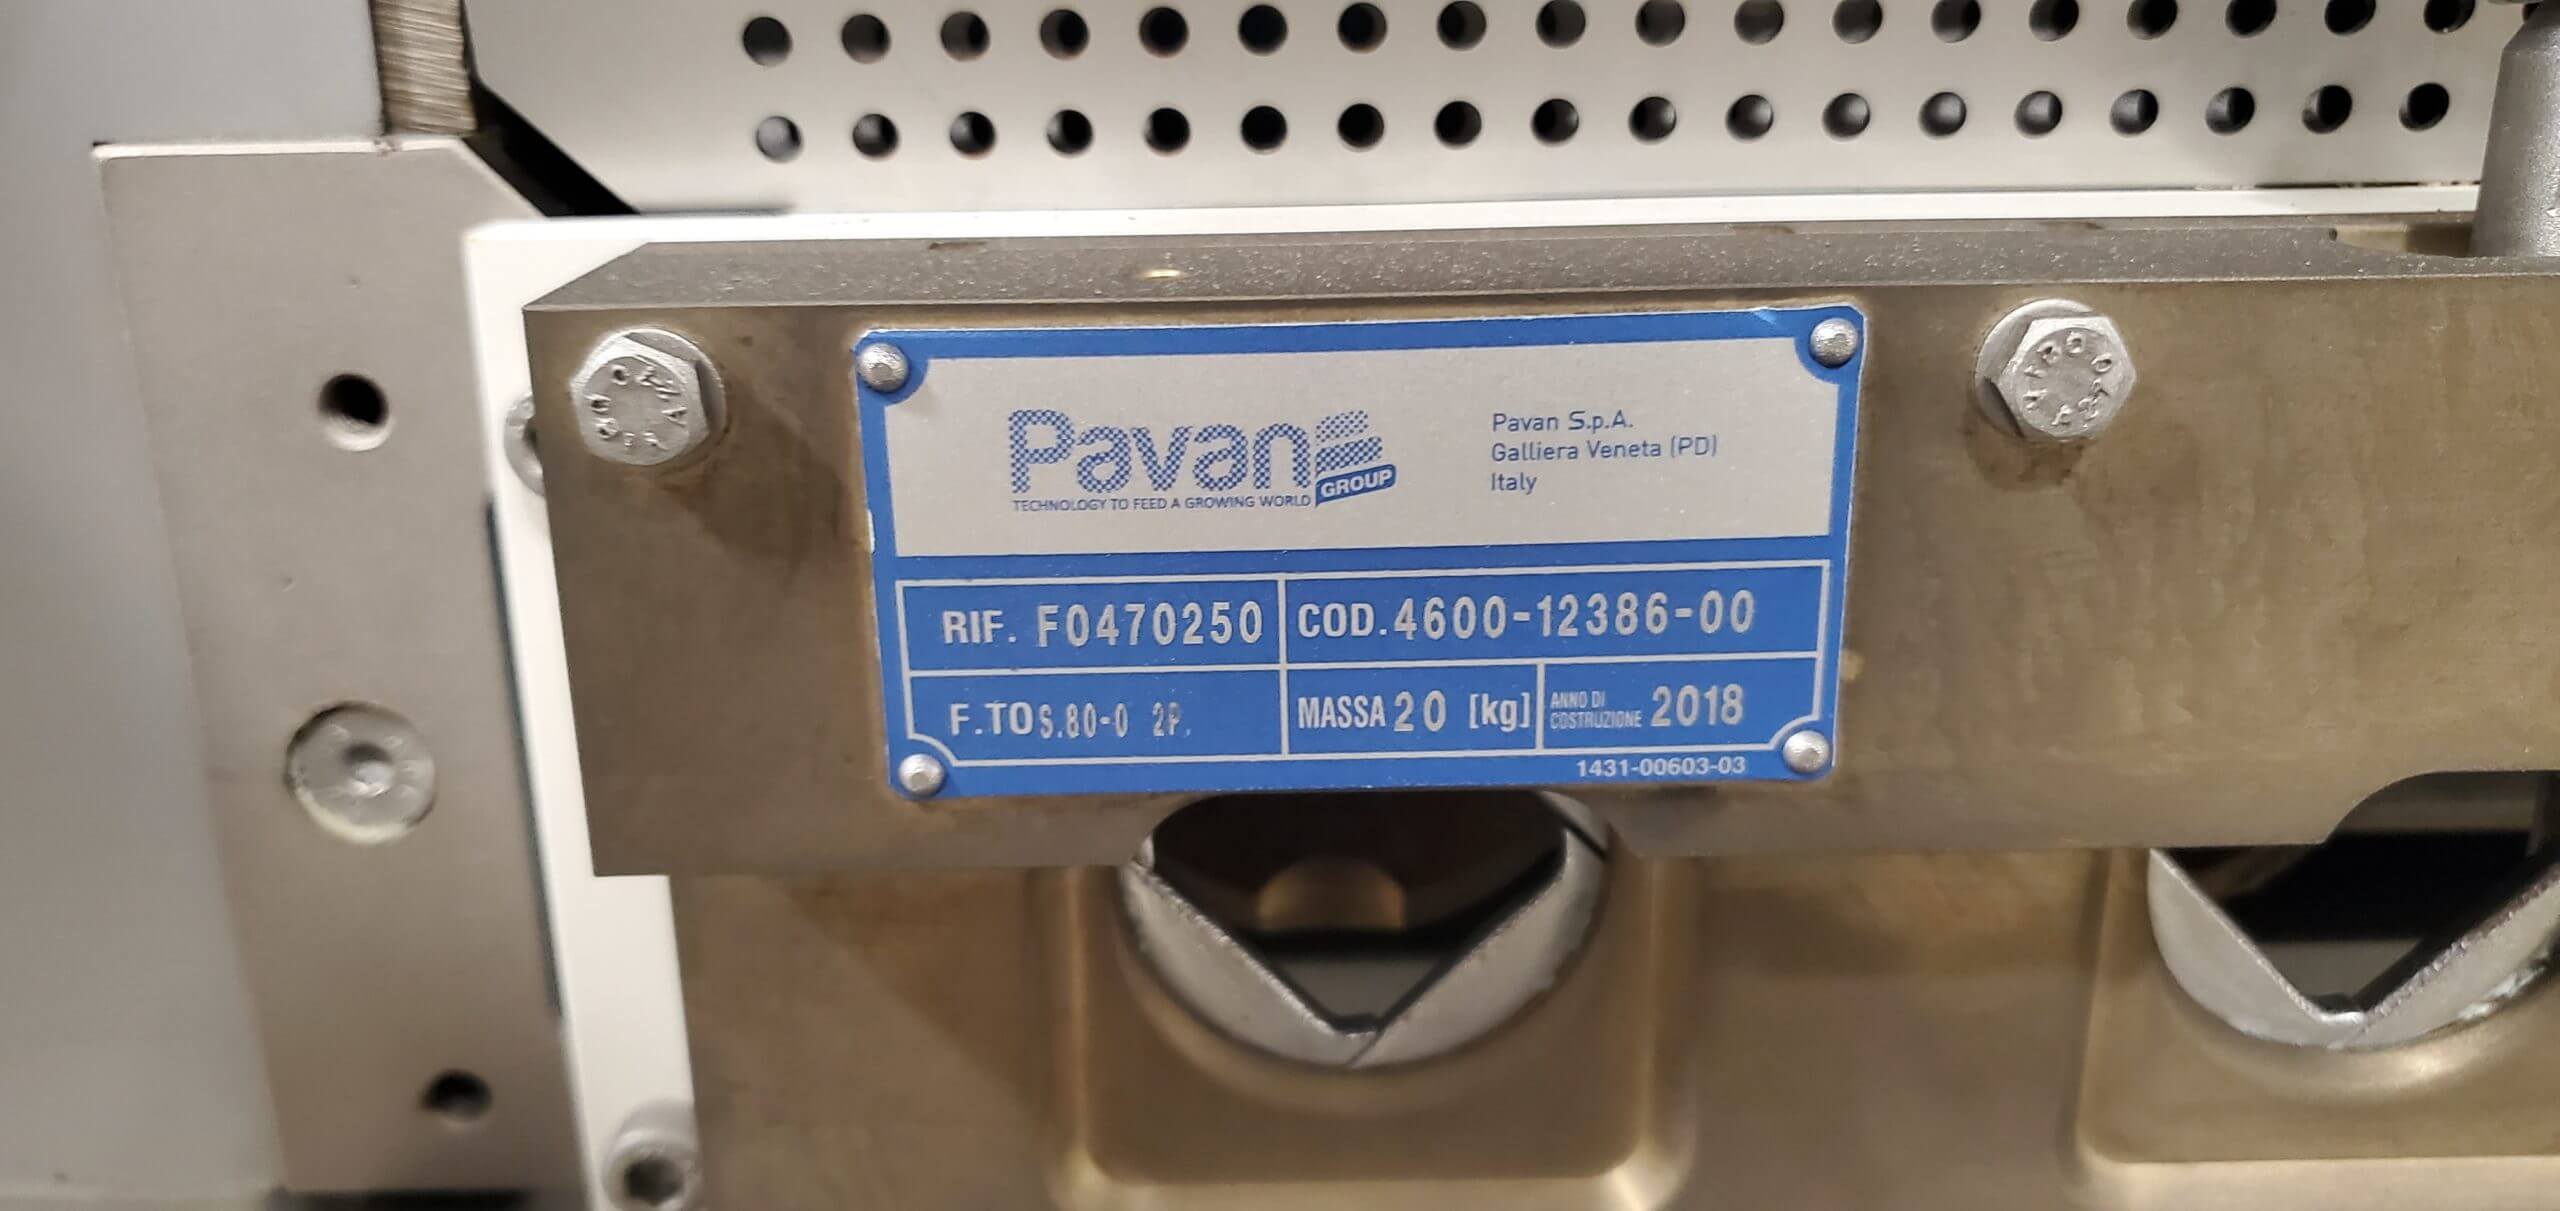 Pavan
TECHNOLOGY TO FEED A GROWING WORLD
GROUP
Pavan S.p.A.
Galliera Veneta (PD)
Italy
RIF. F0470250
COD. 4600-12386-00
F.TO S.80-0 2P.
MASSA 20 [kg]
ANNO DI
COSTRUZIONE 2018
1431-00603-03